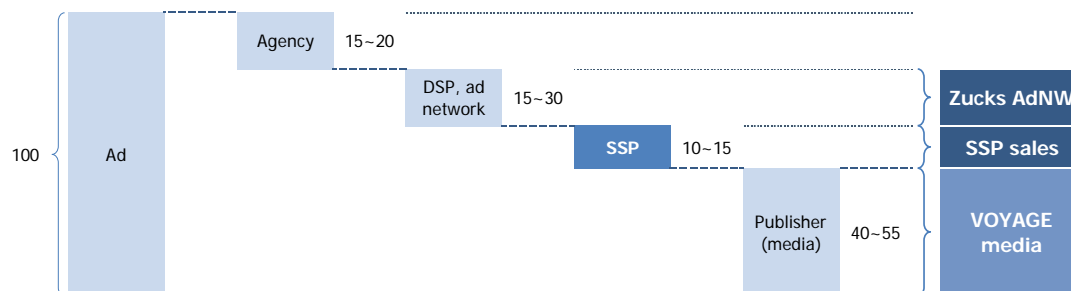 100
Ad
Agency
15~20
DSP, ad
network
15~30
SSP
10~15
Publisher
(media)
40~55
Zucks AdNW
SSP sales
VOYAGE
media